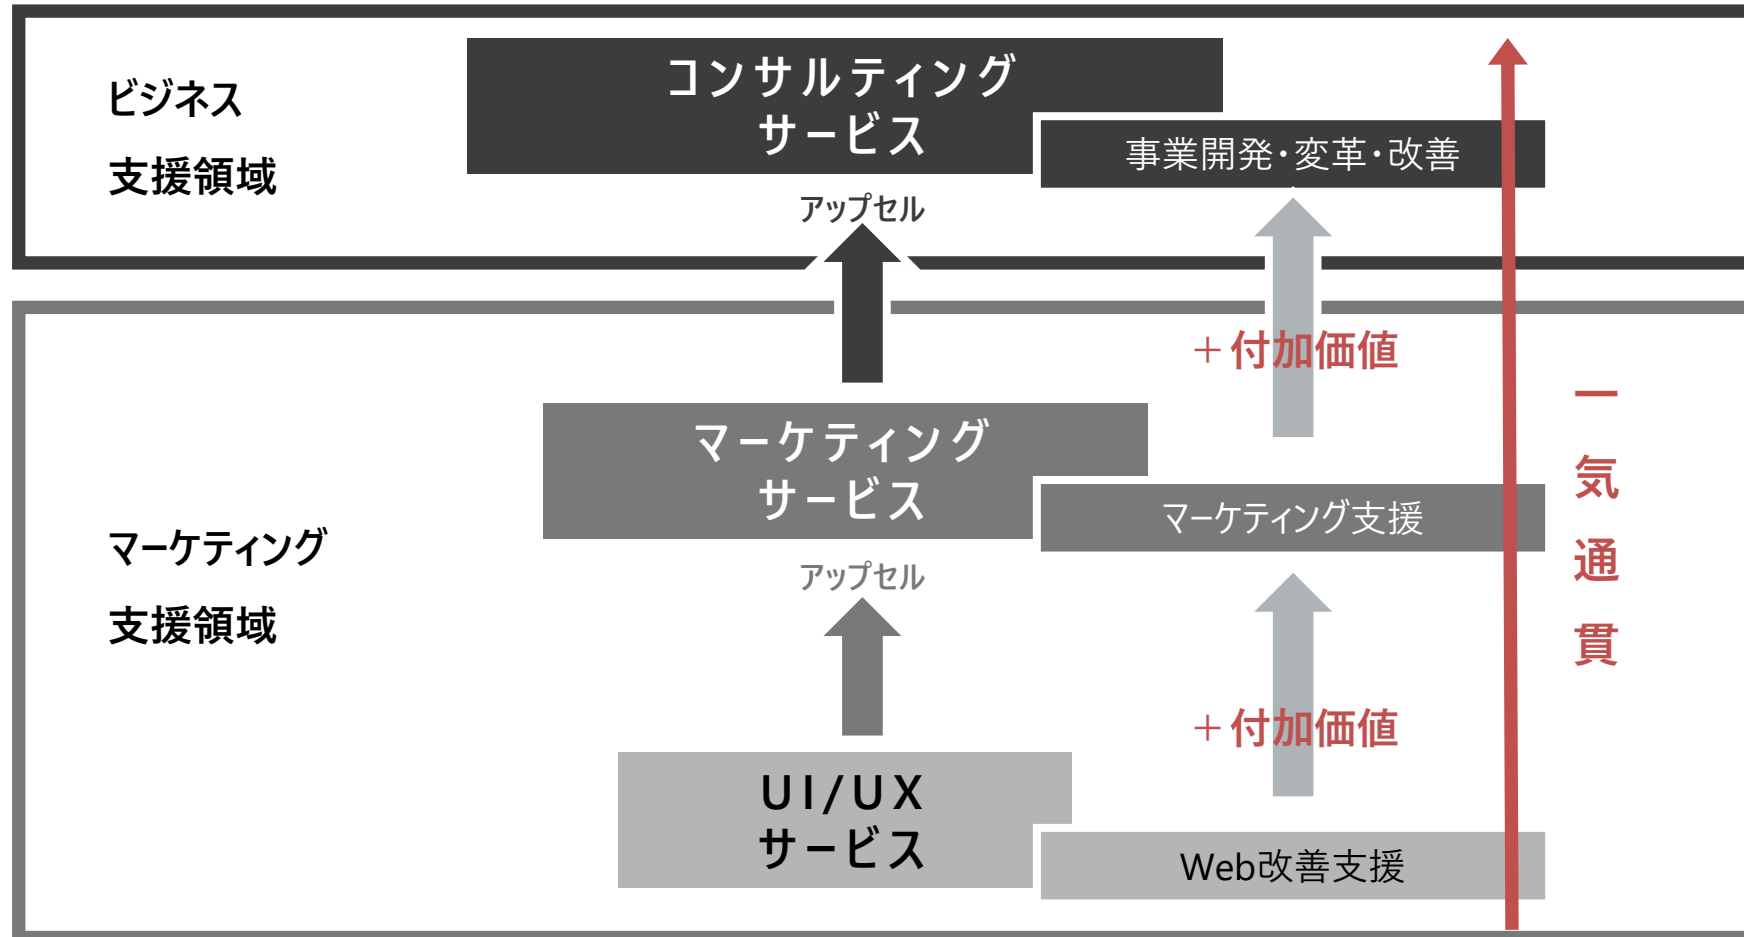 ビジネス
支援領域
コンサルティング
サービス
事業開発・変革・改善
アップセル
＋付加価値
マーケティング
支援領域
マーケティング
サービス
マーケティング支援
アップセル
＋付加価値
UI/UX
サービス
Web改善支援
一気通貫